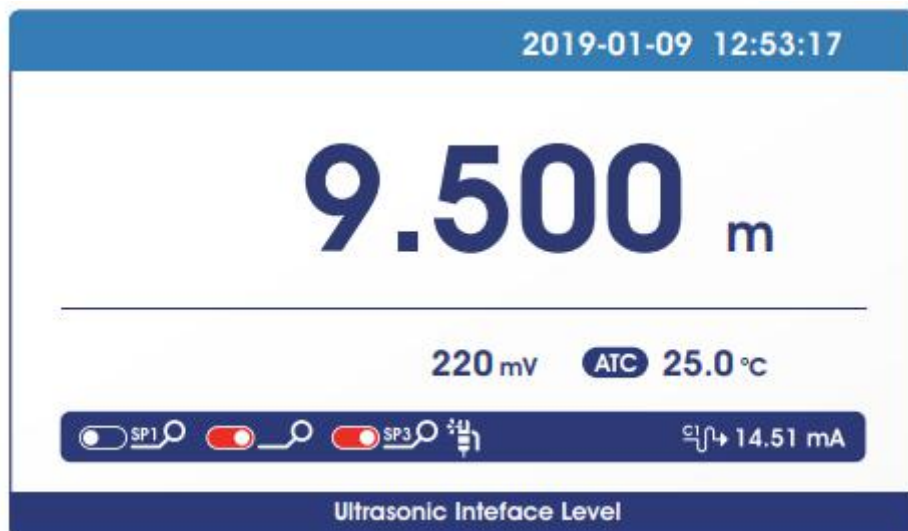 2019-01-09 12:53:17
9.500 m
220 mV ATC 25.0 °C
SP1 SP3 C1 14.51 mA
Ultrasonic Inteface Level